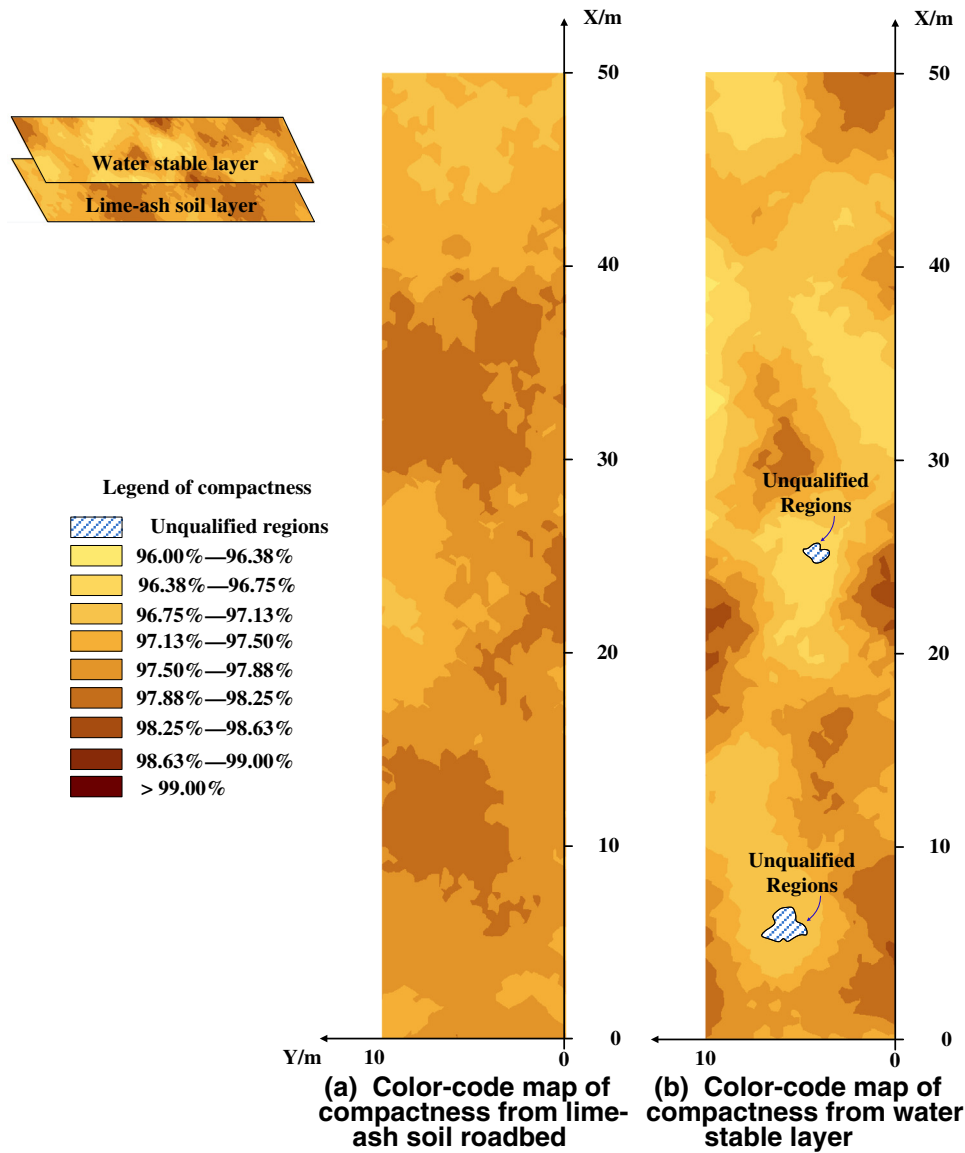 X/m
X/m
50
50
Water stable layer
Lime-ash soil layer
40
40
30
30
Legend of compactness
Unqualified regions
96.00%—96.38%
96.38%—96.75%
96.75%—97.13%
97.13%—97.50%
97.50%—97.88%
97.88%—98.25%
98.25%—98.63%
98.63%—99.00%
> 99.00%
Unqualified
Regions
20
20
10
10
Unqualified
Regions
0
0
Y/m
10
0
10
0
(a) Color-code map of
compactness from lime-
ash soil roadbed
(b) Color-code map of
compactness from water
stable layer